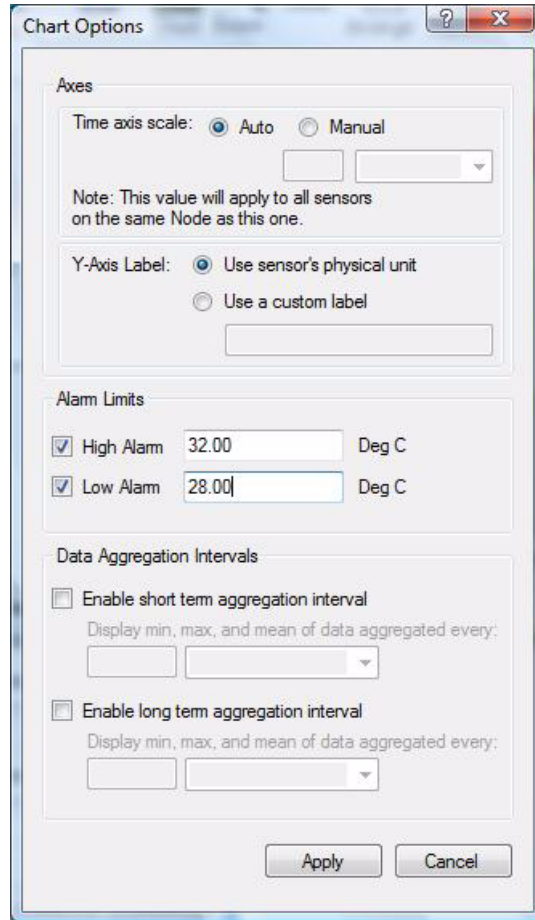 Chart Options
?
X
Axes
Time axis scale: Auto Manual
Note: This value will apply to all sensors
on the same Node as this one.
Y-Axis Label: Use sensor's physical unit
Use a custom label
Alarm Limits
High Alarm 32.00 Deg C
Low Alarm 28.00 Deg C
Data Aggregation Intervals
Enable short term aggregation interval
Display min, max, and mean of data aggregated every:
Enable long term aggregation interval
Display min, max, and mean of data aggregated every:
Apply Cancel